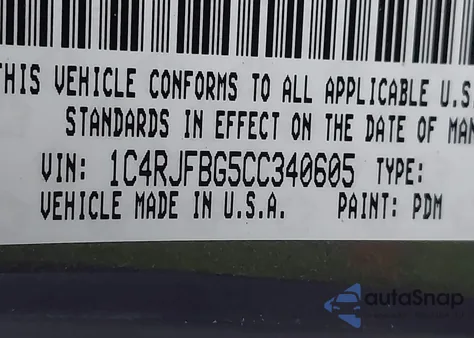 THIS VEHICLE CONFORMS TO ALL APPLICABLE U.S
STANDARDS IN EFFECT ON THE DATE OF MAN
VIN: 1C4RJFBG5CC340605 TYPE:
VEHICLE MADE IN U.S.A. PAINT: PDM
autoSnap